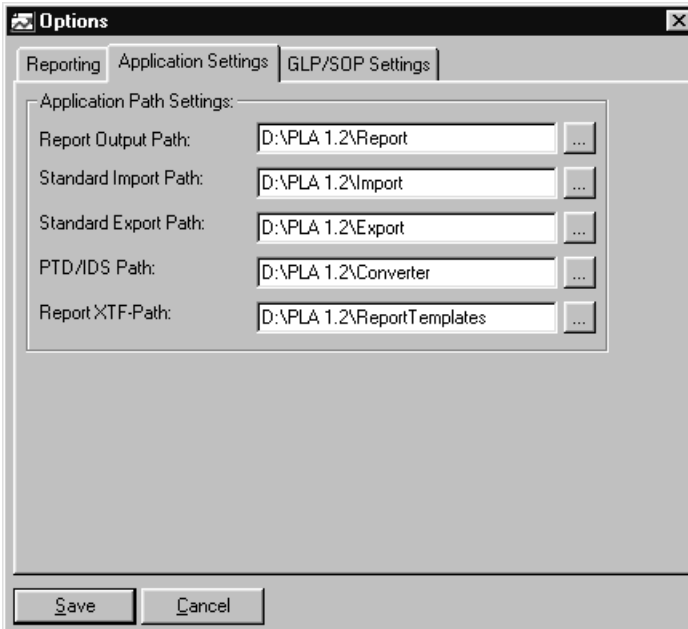 Options
Reporting Application Settings GLP/SOP Settings
Application Path Settings:
Report Output Path: D:\PLA 1.2\Report ...
Standard Import Path: D:\PLA 1.2\Import ...
Standard Export Path: D:\PLA 1.2\Export ...
PTD/IDS Path: D:\PLA 1.2\Converter ...
Report XTF-Path: D:\PLA 1.2\ReportTemplates ...
Save Cancel